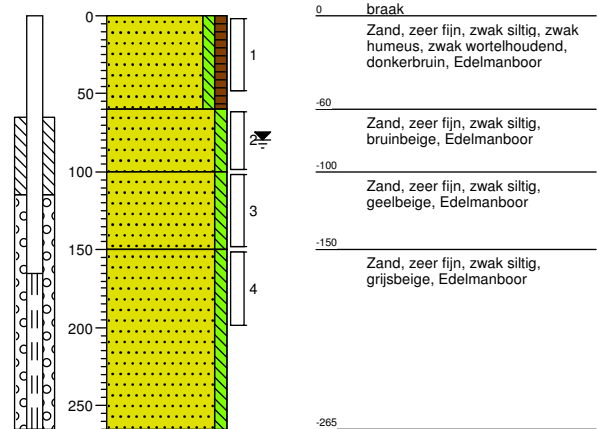 0
50
100
150
200
250
1
2
3
4
0
braak
Zand, zeer fijn, zwak siltig, zwak
humeus, zwak wortelhoudend,
donkerbruin, Edelmanboor
-60
Zand, zeer fijn, zwak siltig,
bruinbeige, Edelmanboor
-100
Zand, zeer fijn, zwak siltig,
geelbeige, Edelmanboor
-150
Zand, zeer fijn, zwak siltig,
grijsbeige, Edelmanboor
-265